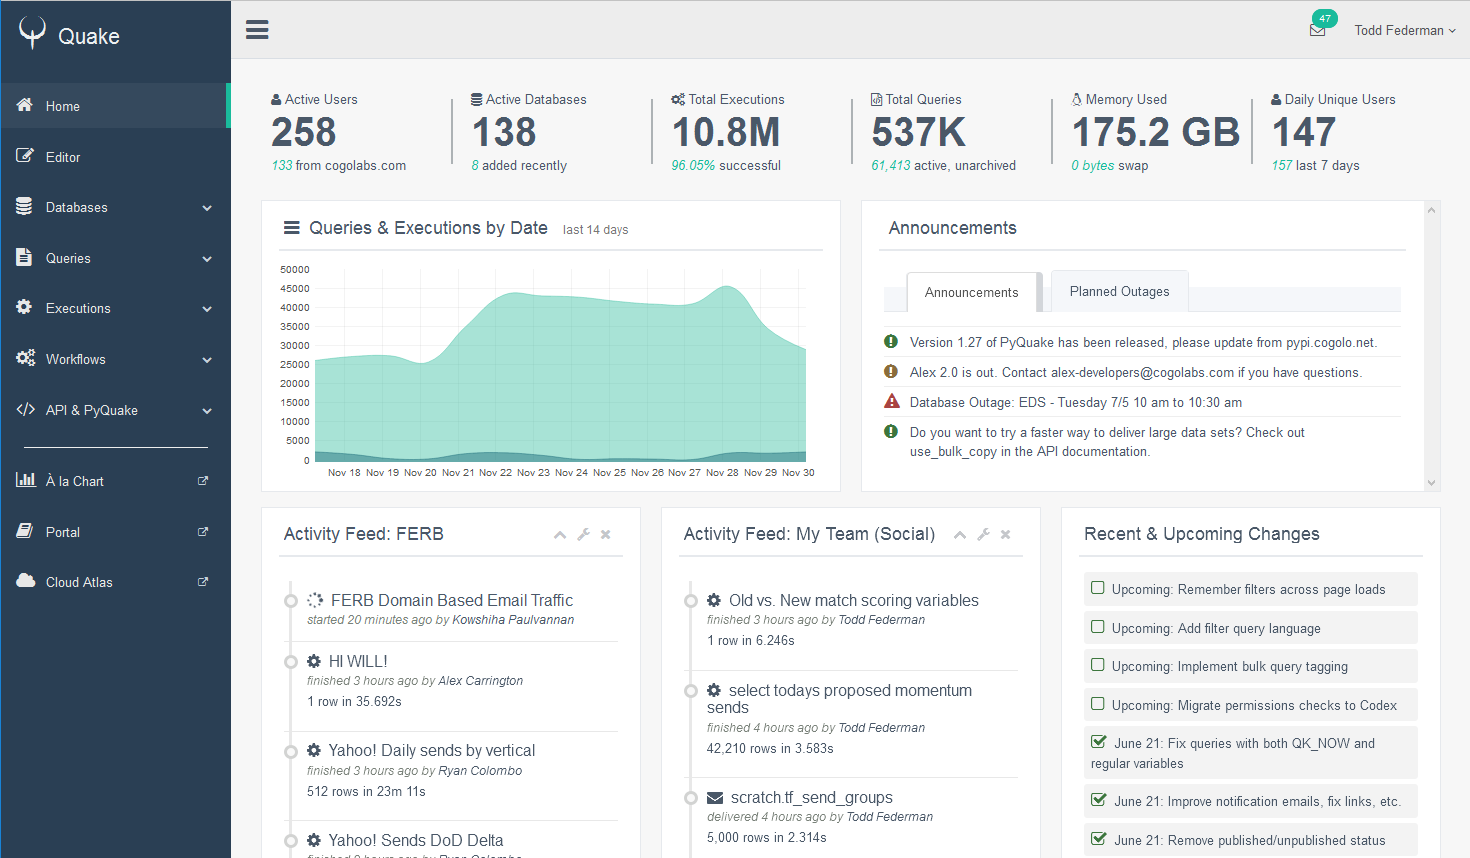 Quake
47
Todd Federman
Home
Editor
Databases
Queries
Executions
Workflows
API & PyQuake
À la Chart
Portal
Cloud Atlas
Active Users
258
133 from cogolabs.com
Active Databases
138
8 added recently
Total Executions
10.8M
96.05% successful
Total Queries
537K
61,413 active, unarchived
Memory Used
175.2 GB
0 bytes swap
Daily Unique Users
147
157 last 7 days
Queries & Executions by Date last 14 days
50000
45000
40000
35000
30000
25000
20000
15000
10000
5000
0
Nov 18 Nov 19 Nov 20 Nov 21 Nov 22 Nov 23 Nov 24 Nov 25 Nov 26 Nov 27 Nov 28 Nov 29 Nov 30
Announcements
Announcements
Planned Outages
Version 1.27 of PyQuake has been released, please update from pypi.cogolo.net.
Alex 2.0 is out. Contact alex-developers@cogolabs.com if you have questions.
Database Outage: EDS - Tuesday 7/5 10 am to 10:30 am
Do you want to try a faster way to deliver large data sets? Check out
use_bulk_copy in the API documentation.
Activity Feed: FERB
FERB Domain Based Email Traffic
started 20 minutes ago by Kowshiha Paulvannan
HI WILL!
finished 3 hours ago by Alex Carrington
1 row in 35.692s
Yahoo! Daily sends by vertical
finished 3 hours ago by Ryan Colombo
512 rows in 23m 11s
Yahoo! Sends DoD Delta
Activity Feed: My Team (Social)
Old vs. New match scoring variables
finished 3 hours ago by Todd Federman
1 row in 6.246s
select todays proposed momentum
sends
finished 4 hours ago by Todd Federman
42,210 rows in 3.583s
scratch.tf_send_groups
delivered 4 hours ago by Todd Federman
5,000 rows in 2.314s
Recent & Upcoming Changes
Upcoming: Remember filters across page loads
Upcoming: Add filter query language
Upcoming: Implement bulk query tagging
Upcoming: Migrate permissions checks to Codex
June 21: Fix queries with both QK_NOW and
regular variables
June 21: Improve notification emails, fix links, etc.
June 21: Remove published/unpublished status